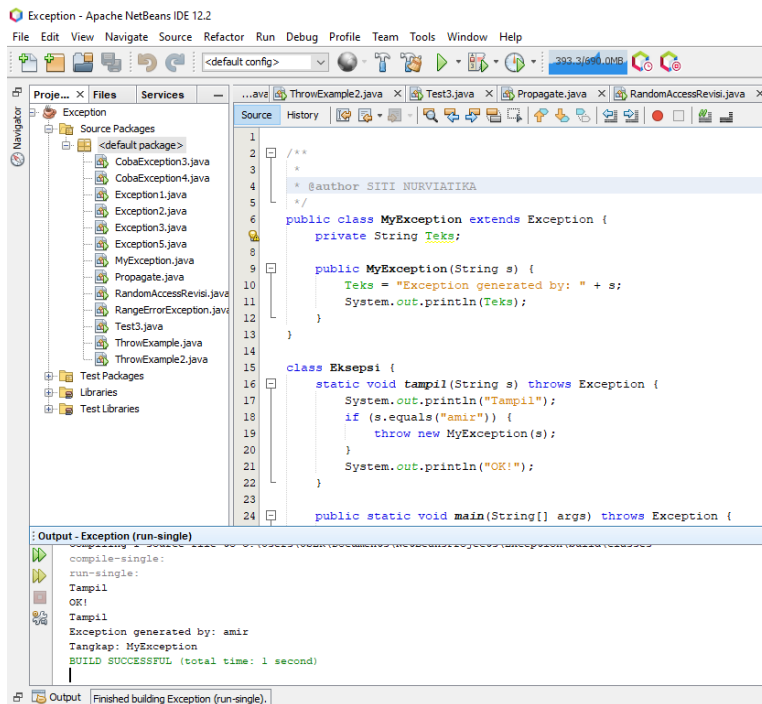 Exception - Apache NetBeans IDE 12.2
File Edit View Navigate Source Refactor Run Debug Profile Team Tools Window Help
<default config>
393.3/690.0MB
Navigator
Proje... × Files Services
...ava ThrowExample2.java × Test3.java × Propagate.java × RandomAccessRevisi.java ×
Source History
Exception
Source Packages
<default package>
CobaException3.java
CobaException4.java
Exception1.java
Exception2.java
Exception3.java
Exception5.java
MyException.java
Propagate.java
RandomAccessRevisi.java
RangeErrorException.java
Test3.java
ThrowExample.java
ThrowExample2.java
Test Packages
Libraries
Test Libraries
1
2 /**
3 *
4 * @author SITI NURVIATIKA
5 */
6 public class MyException extends Exception {
private String Teks;
8
9 public MyException(String s) {
10 Teks = "Exception generated by: " + s;
11 System.out.println(Teks);
12 }
13 }
14
15 class Eksepsi {
16 static void tampil(String s) throws Exception {
17 System.out.println("Tampil");
18 if (s.equals("amir")) {
19 throw new MyException(s);
20 }
21 System.out.println("OK!");
22 }
23
24 public static void main(String[] args) throws Exception {
Output - Exception (run-single)
compile-single:
run-single:
Tampil
OK!
Tampil
Exception generated by: amir
Tangkap: MyException
BUILD SUCCESSFUL (total time: 1 second)
Output Finished building Exception (run-single).